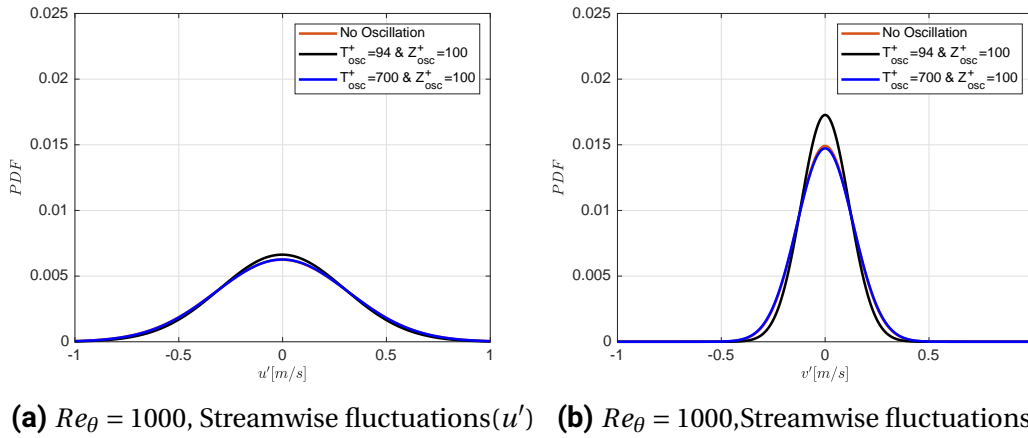 0.025
0.02
0.015
0.01
0.005
0
PDF
-1 -0.5 0 0.5 1
u'[m/s]
No Oscillation
T+osc=94 & Z+osc=100
T+osc=700 & Z+osc=100
(a) Reθ = 1000, Streamwise fluctuations(u')
0.025
0.02
0.015
0.01
0.005
0
PDF
-1 -0.5 0 0.5
v'[m/s]
No Oscillation
T+osc=94 & Z+osc=100
T+osc=700 & Z+osc=100
(b) Reθ = 1000,Streamwise fluctuations